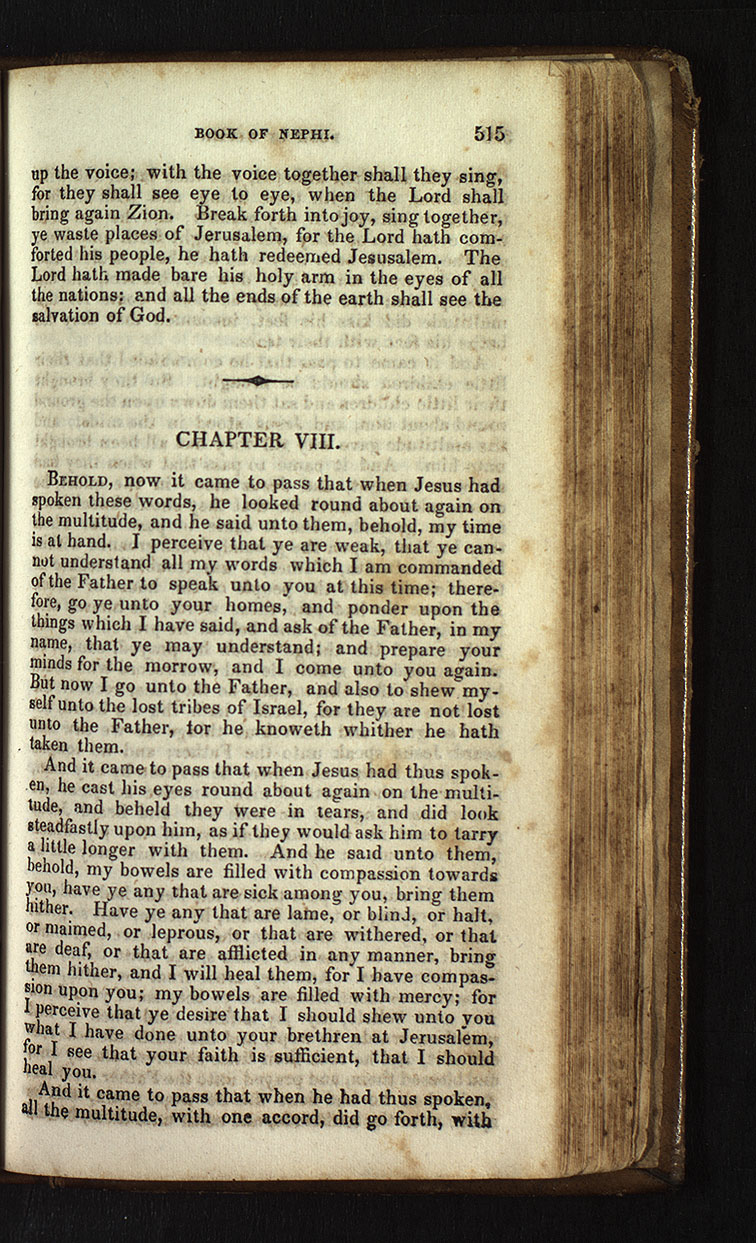 BOOK OF NEPHI. 515
up the voice; with the voice together shall they sing,
for they shall see eye to eye, when the Lord shall
bring again Zion. Break forth into joy, sing together,
ye waste places of Jerusalem, for the Lord hath com-
forted his people, he hath redeemed Jesusalem. The
Lord hath made bare his holy arm in the eyes of all
the nations; and all the ends of the earth shall see the
salvation of God.
CHAPTER VIII.
BEHOLD, now it came to pass that when Jesus had
spoken these words, he looked round about again on
the multitude, and he said unto them, behold, my time
is at hand. I perceive that ye are weak, that ye can-
not understand all my words which I am commanded
of the Father to speak unto you at this time; there-
fore, go ye unto your homes, and ponder upon the
things which I have said, and ask of the Father, in my
name, that ye may understand; and prepare your
minds for the morrow, and I come unto you again.
But now I go unto the Father, and also to shew my-
self unto the lost tribes of Israel, for they are not lost
unto the Father, for he knoweth whither he hath
taken them.
And it came to pass that when Jesus had thus spok-
en, he cast his eyes round about again on the multi-
tude, and beheld they were in tears, and did look
steadfastly upon him, as if they would ask him to tarry
a little longer with them. And he said unto them,
behold, my bowels are filled with compassion towards
you, have ye any that are sick among you, bring them
hither. Have ye any that are lame, or blind, or halt,
or maimed, or leprous, or that are withered, or that
are deaf, or that are afflicted in any manner, bring
them hither, and I will heal them, for I have compas-
sion upon you; my bowels are filled with mercy; for
I perceive that ye desire that I should shew unto you
what I have done unto your brethren at Jerusalem,
for I see that your faith is sufficient, that I should
heal you.
And it came to pass that when he had thus spoken,
all the multitude, with one accord, did go forth, with